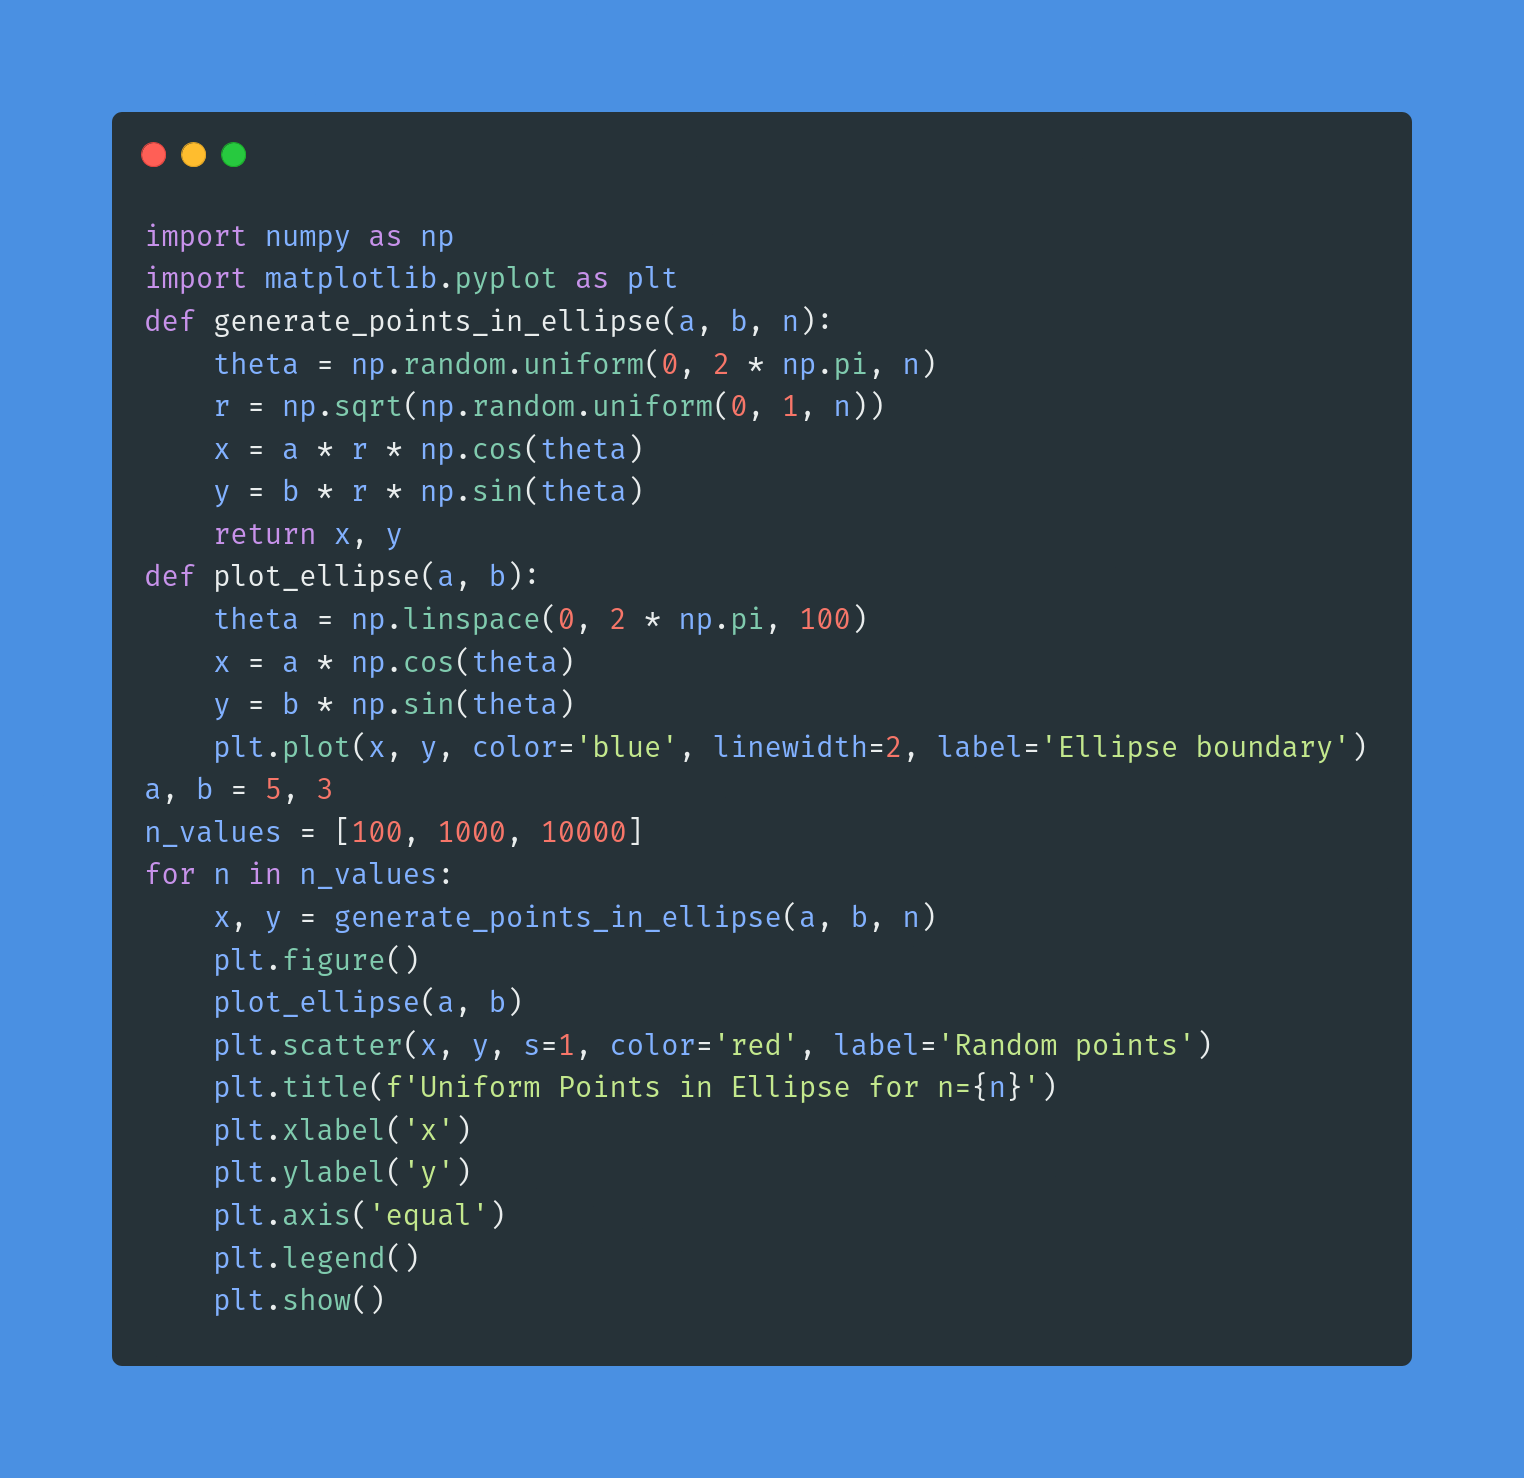 import numpy as np
import matplotlib.pyplot as plt
def generate_points_in_ellipse(a, b, n):
    theta = np.random.uniform(0, 2 * np.pi, n)
    r = np.sqrt(np.random.uniform(0, 1, n))
    x = a * r * np.cos(theta)
    y = b * r * np.sin(theta)
    return x, y
def plot_ellipse(a, b):
    theta = np.linspace(0, 2 * np.pi, 100)
    x = a * np.cos(theta)
    y = b * np.sin(theta)
    plt.plot(x, y, color='blue', linewidth=2, label='Ellipse boundary')
a, b = 5, 3
n_values = [100, 1000, 10000]
for n in n_values:
    x, y = generate_points_in_ellipse(a, b, n)
    plt.figure()
    plot_ellipse(a, b)
    plt.scatter(x, y, s=1, color='red', label='Random points')
    plt.title(f'Uniform Points in Ellipse for n={n}')
    plt.xlabel('x')
    plt.ylabel('y')
    plt.axis('equal')
    plt.legend()
    plt.show()